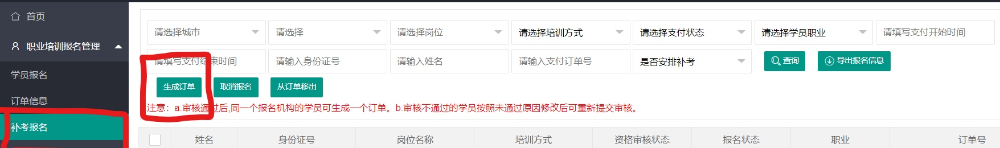 首页
职业培训报名管理
学员报名
订单信息
补考报名
请选择城市 请选择 请选择岗位 请选择培训方式 请选择支付状态 请选择学员职业 请填写支付开始时间
请填写支付结束时间 请输入身份证号 请输入姓名 请输入支付订单号 是否安排补考 查询 导出报名信息
生成订单 取消报名 从订单移出
注意：a.审核通过后,同一个报名机构的学员可生成一个订单。b.审核不通过的学员按照未通过原因修改后可重新提交审核。
姓名 身份证号 岗位名称 培训方式 资格审核状态 报名状态 职业 订单号